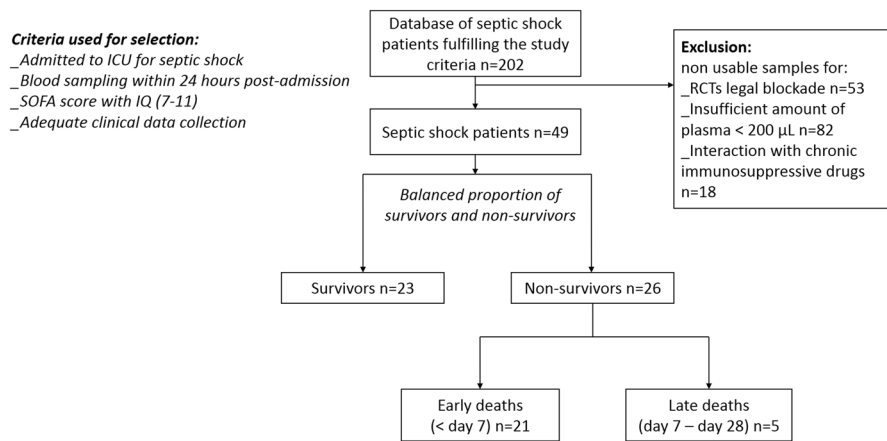 Criteria used for selection:
_Admitted to ICU for septic shock
_Blood sampling within 24 hours post-admission
_SOFA score with IQ (7-11)
_Adequate clinical data collection
Database of septic shock
patients fulfilling the study
criteria n=202
Exclusion:
non usable samples for:
_RCTs legal blockade n=53
_Insufficient amount of
plasma < 200 µL n=82
_Interaction with chronic
immunosuppressive drugs
n=18
Septic shock patients n=49
Balanced proportion of
survivors and non-survivors
Survivors n=23
Non-survivors n=26
Early deaths
(< day 7) n=21
Late deaths
(day 7 – day 28) n=5